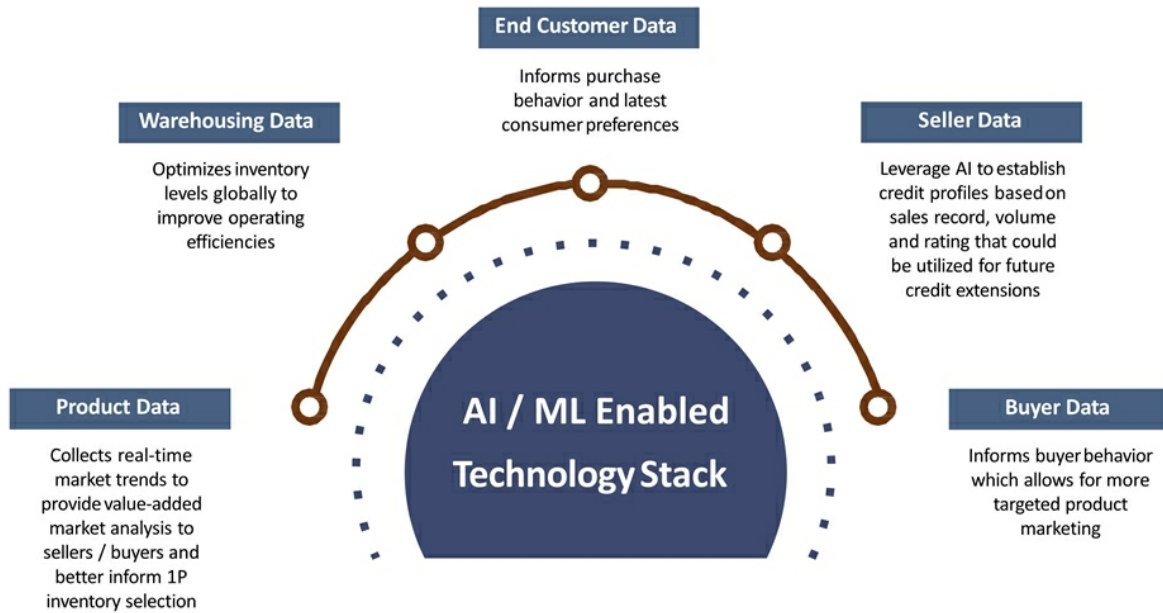 End Customer Data
Informs purchase
behavior and latest
consumer preferences
Warehousing Data
Optimizes inventory
levels globally to
improve operating
efficiencies
Seller Data
Leverage AI to establish
credit profiles based on
sales record, volume
and rating that could
be utilized for future
credit extensions
Product Data
Collects real-time
market trends to
provide value-added
market analysis to
sellers / buyers and
better inform 1P
inventory selection
AI / ML Enabled
Technology Stack
Buyer Data
Informs buyer behavior
which allows for more
targeted product
marketing